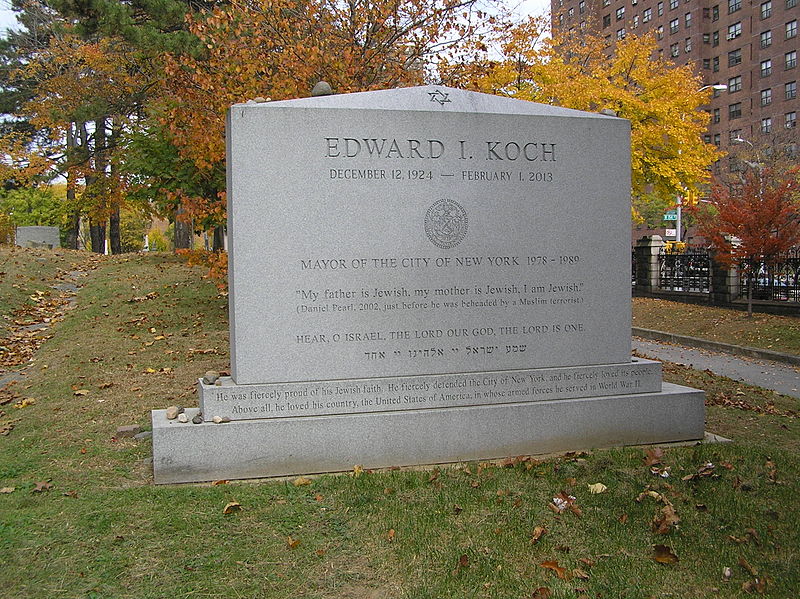 EDWARD I. KOCH
DECEMBER 12, 1924 — FEBRUARY 1, 2013
MAYOR OF THE CITY OF NEW YORK 1978 - 1989
"My father is Jewish, my mother is Jewish, I am Jewish."
(Daniel Pearl, 2002, just before he was beheaded by a Muslim terrorist.)
HEAR, O ISRAEL, THE LORD OUR GOD, THE LORD IS ONE.
שמע ישראל יי אלהינו יי אחד
He was fiercely proud of his Jewish faith. He fiercely defended the City of New York, and he fiercely loved its people.
Above all, he loved his country, the United States of America, in whose armed forces he served in World War II.